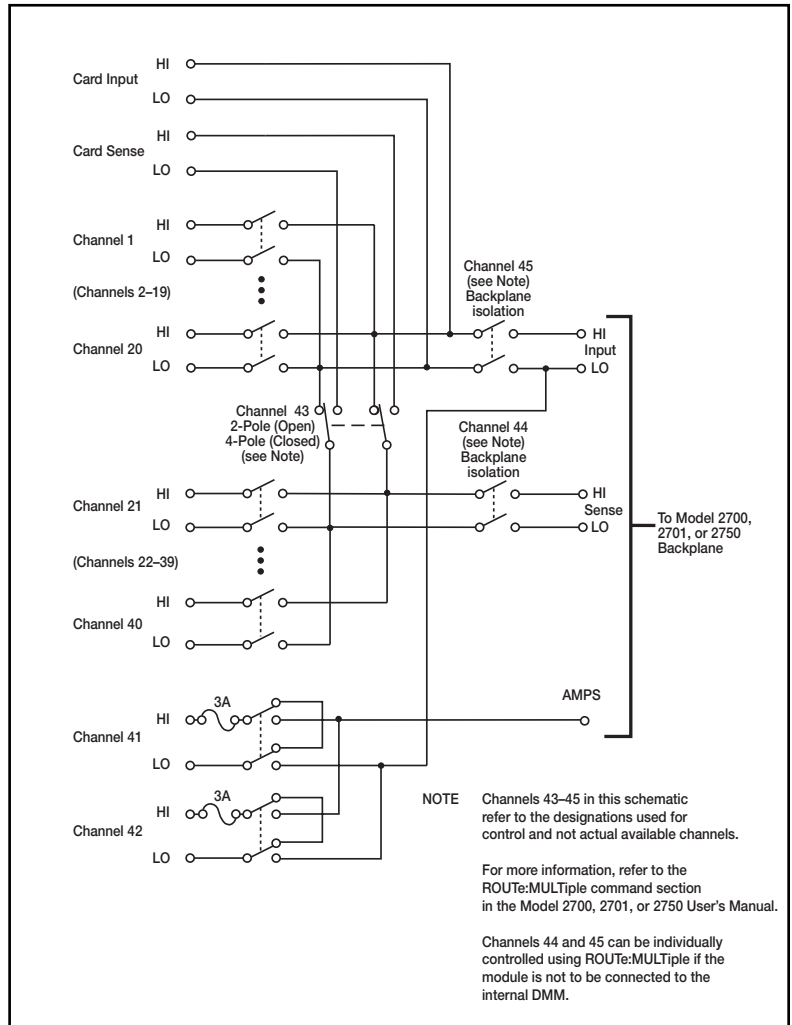 HI
Card Input
LO
HI
Card Sense
LO
HI
Channel 1
LO
(Channels 2–19)
Channel 45
(see Note)
Backplane
isolation
HI
Channel 20
LO
HI
Input
LO
Channel 43
2-Pole (Open)
4-Pole (Closed)
(see Note)
Channel 44
(see Note)
Backplane
isolation
HI
Channel 21
LO
HI
Sense
LO
To Model 2700,
2701, or 2750
Backplane
(Channels 22–39)
HI
Channel 40
LO
AMPS
3A
HI
Channel 41
LO
3A
HI
Channel 42
LO
NOTE Channels 43–45 in this schematic
refer to the designations used for
control and not actual available channels.
For more information, refer to the
ROUTe:MULTiple command section
in the Model 2700, 2701, or 2750 User's Manual.
Channels 44 and 45 can be individually
controlled using ROUTe:MULTiple if the
module is not to be connected to the
internal DMM.